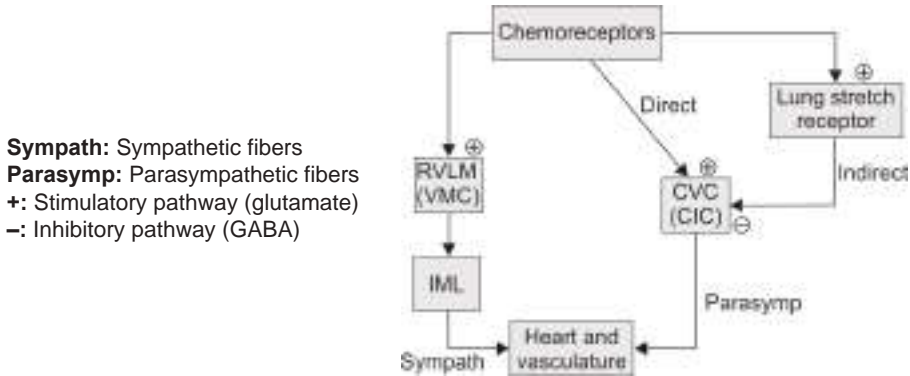 Chemoreceptors
⊕
Lung stretch
receptor
Direct
Sympath: Sympathetic fibers
Parasymp: Parasympathetic fibers
+: Stimulatory pathway (glutamate)
–: Inhibitory pathway (GABA)
⊕
RVLM
(VMC)
⊕
CVC
(CIC)
⊖
Indirect
IML
Parasymp
Sympath
Heart and
vasculature